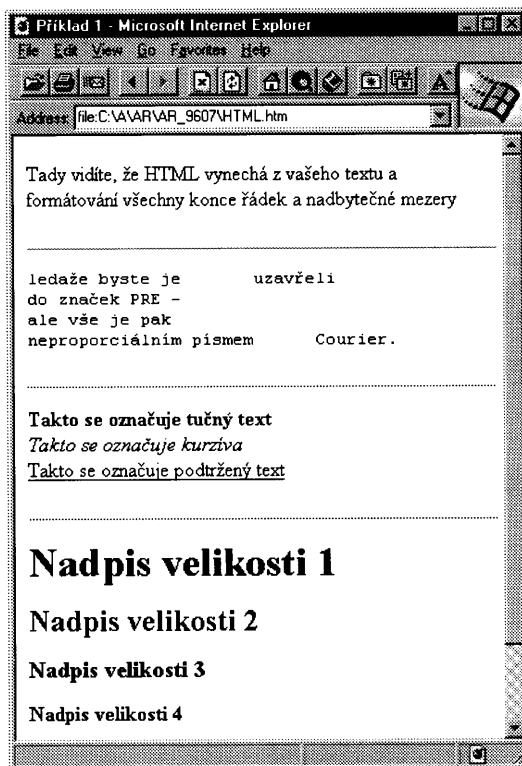 Příklad 1 - Microsoft Internet Explorer
File Edit View Go Favorites Help
A
Address: file:C:\A\AR\AR_9607\HTML.htm
Tady vidíte, že HTML vynechá z vašeho textu a
formátování všechny konce řádek a nadbytečné mezery
ledaže byste je uzavřeli
do značek PRE -
ale vše je pak
neproporciálním písmem Courier.
Takto se označuje tučný text
Takto se označuje kurzíva
Takto se označuje podtržený text
Nadpis velikosti 1
Nadpis velikosti 2
Nadpis velikosti 3
Nadpis velikosti 4